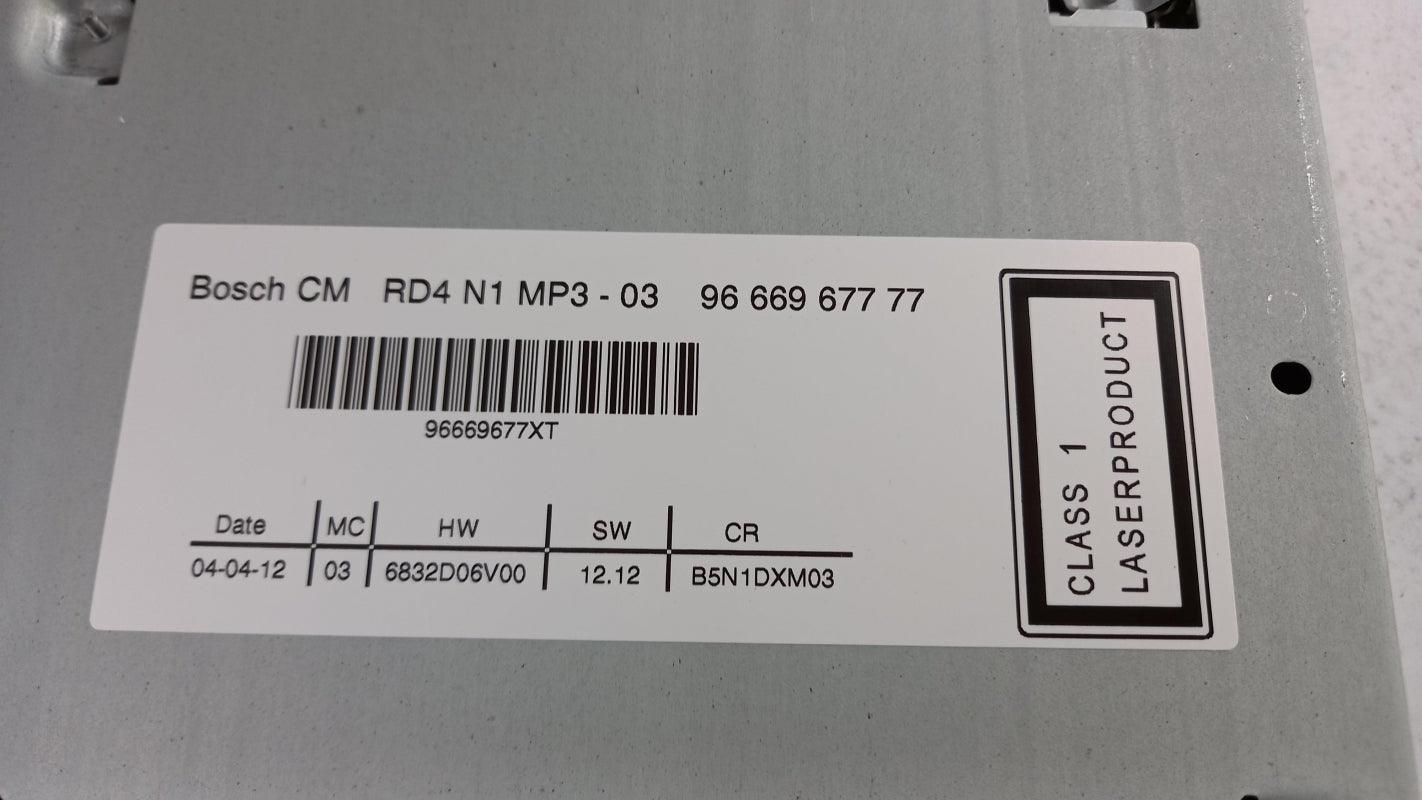 Bosch CM RD4 N1 MP3 - 03 96 669 677 77
96669677XT
Date MC HW SW CR
04-04-12 03 6832D06V00 12.12 B5N1DXM03
CLASS 1
LASERPRODUCT